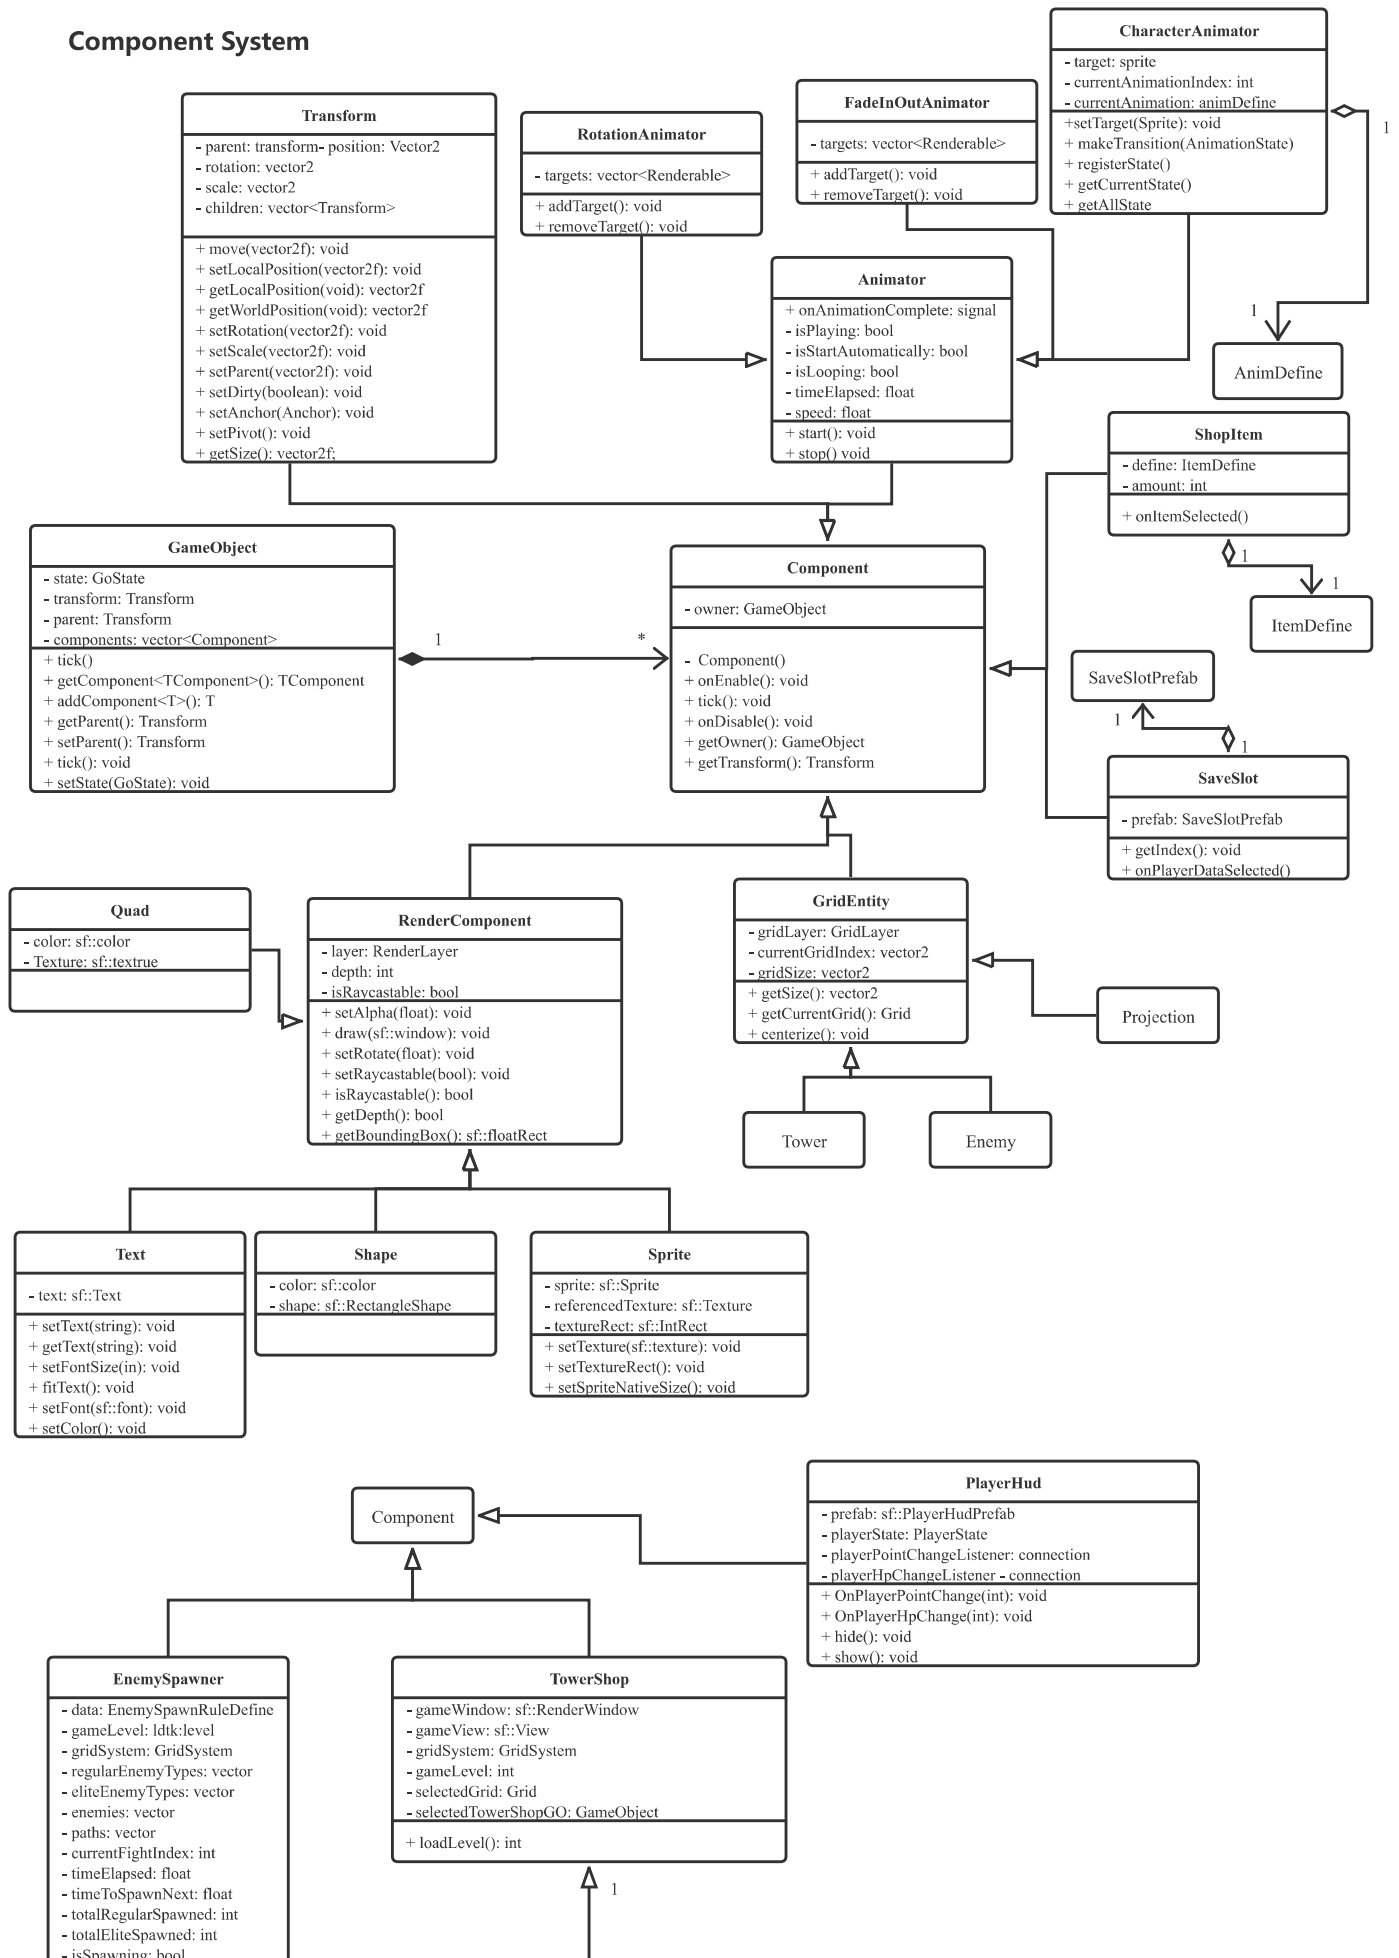 Component System
CharacterAnimator
- target: sprite
- currentAnimationIndex: int
- currentAnimation: animDefine
+setTarget(Sprite): void
+ makeTransition(AnimationState)
+ registerState()
+ getCurrentState()
+ getAllState
1
1
AnimDefine
FadeInOutAnimator
- targets: vector<Renderable>
+ addTarget(): void
+ removeTarget(): void
RotationAnimator
- targets: vector<Renderable>
+ addTarget(): void
+ removeTarget(): void
Transform
- parent: transform- position: Vector2
- rotation: vector2
- scale: vector2
- children: vector<Transform>
+ move(vector2f): void
+ setLocalPosition(vector2f): void
+ getLocalPosition(void): vector2f
+ getWorldPosition(void): vector2f
+ setRotation(vector2f): void
+ setScale(vector2f): void
+ setParent(vector2f): void
+ setDirty(boolean): void
+ setAnchor(Anchor): void
+ setPivot(): void
+ getSize(): vector2f;
Animator
+ onAnimationComplete: signal
- isPlaying: bool
- isStartAutomatically: bool
- isLooping: bool
- timeElapsed: float
- speed: float
+ start(): void
+ stop() void
ShopItem
- define: ItemDefine
- amount: int
+ onItemSelected()
1
1
ItemDefine
GameObject
- state: GoState
- transform: Transform
- parent: Transform
- components: vector<Component>
+ tick()
+ getComponent<TComponent>(): TComponent
+ addComponent<T>(): T
+ getParent(): Transform
+ setParent(): Transform
+ tick(): void
+ setState(GoState): void
1
*
Component
- owner: GameObject
- Component()
+ onEnable(): void
+ tick(): void
+ onDisable(): void
+ getOwner(): GameObject
+ getTransform(): Transform
SaveSlotPrefab
1
1
SaveSlot
- prefab: SaveSlotPrefab
+ getIndex(): void
+ onPlayerDataSelected()
Quad
- color: sf::color
- Texture: sf::textrue
RenderComponent
- layer: RenderLayer
- depth: int
- isRaycastable: bool
+ setAlpha(float): void
+ draw(sf::window): void
+ setRotate(float): void
+ setRaycastable(bool): void
+ isRaycastable(): bool
+ getDepth(): bool
+ getBoundingBox(): sf::floatRect
GridEntity
- gridLayer: GridLayer
- currentGridIndex: vector2
- gridSize: vector2
+ getSize(): vector2
+ getCurrentGrid(): Grid
+ centerize(): void
Projection
Tower
Enemy
Text
- text: sf::Text
+ setText(string): void
+ getText(string): void
+ setFontSize(in): void
+ fitText(): void
+ setFont(sf::font): void
+ setColor(): void
Shape
- color: sf::color
- shape: sf::RectangleShape
Sprite
- sprite: sf::Sprite
- referencedTexture: sf::Texture
- textureRect: sf::IntRect
+ setTexture(sf::texture): void
+ setTextureRect(): void
+ setSpriteNativeSize(): void
Component
PlayerHud
- prefab: sf::PlayerHudPrefab
- playerState: PlayerState
- playerPointChangeListener: connection
- playerHpChangeListener - connection
+ OnPlayerPointChange(int): void
+ OnPlayerHpChange(int): void
+ hide(): void
+ show(): void
EnemySpawner
- data: EnemySpawnRuleDefine
- gameLevel: ldtk:level
- gridSystem: GridSystem
- regularEnemyTypes: vector
- eliteEnemyTypes: vector
- enemies: vector
- paths: vector
- currentFightIndex: int
- timeElapsed: float
- timeToSpawnNext: float
- totalRegularSpawned: int
- totalEliteSpawned: int
- isSpawning: bool
TowerShop
- gameWindow: sf::RenderWindow
- gameView: sf::View
- gridSystem: GridSystem
- gameLevel: int
- selectedGrid: Grid
- selectedTowerShopGO: GameObject
+ loadLevel(): int
1